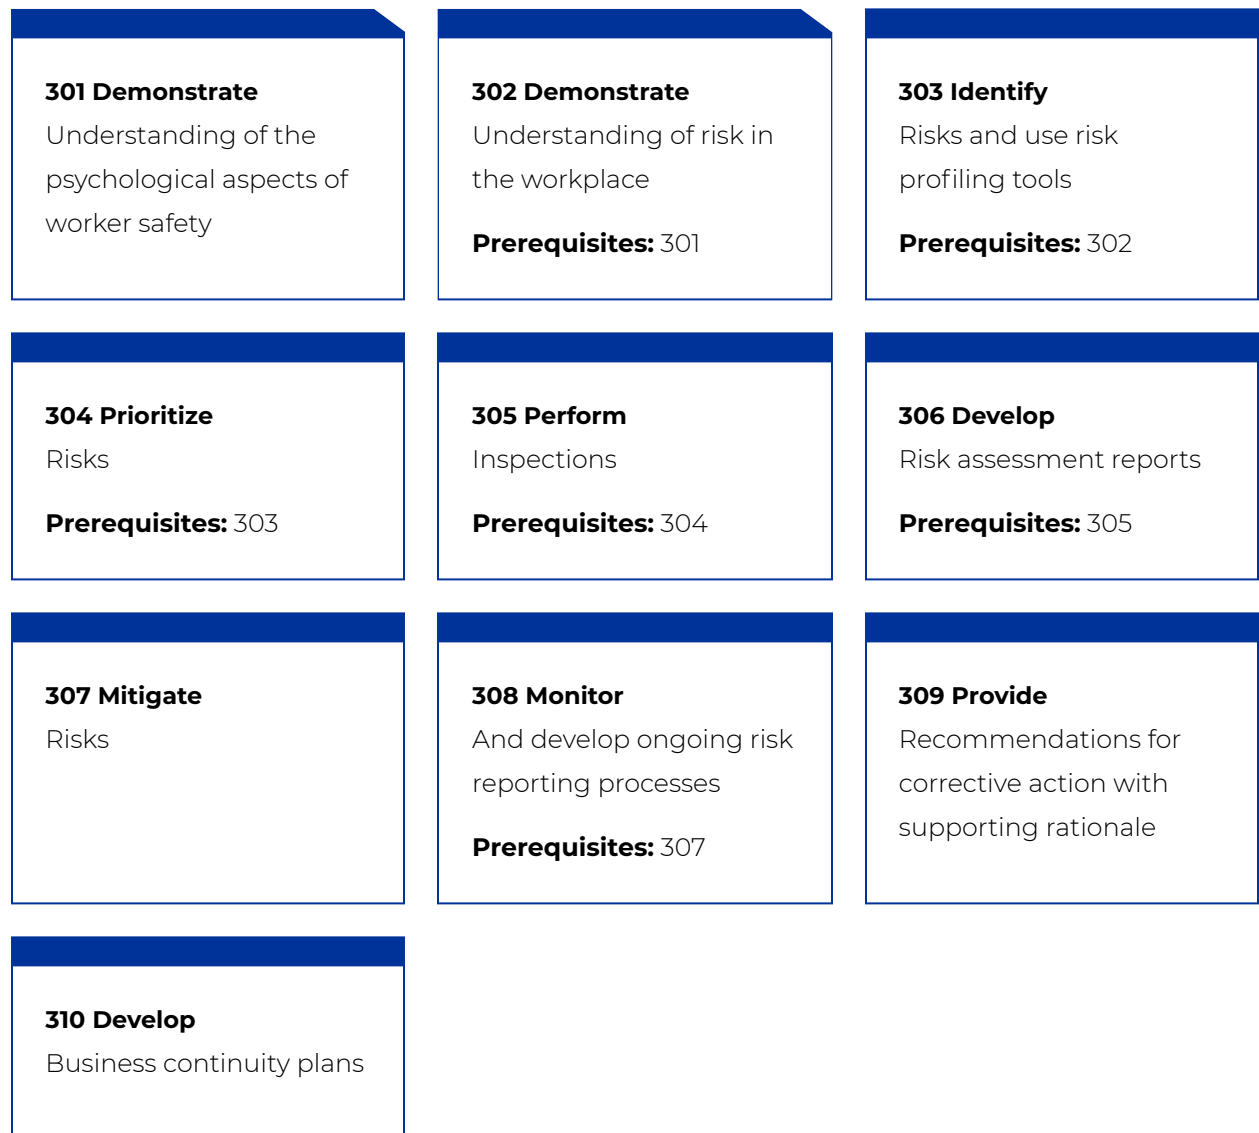 301 Demonstrate
Understanding of the
psychological aspects of
worker safety
302 Demonstrate
Understanding of risk in
the workplace
Prerequisites: 301
303 Identify
Risks and use risk
profiling tools
Prerequisites: 302
304 Prioritize
Risks
Prerequisites: 303
305 Perform
Inspections
Prerequisites: 304
306 Develop
Risk assessment reports
Prerequisites: 305
307 Mitigate
Risks
308 Monitor
And develop ongoing risk
reporting processes
Prerequisites: 307
309 Provide
Recommendations for
corrective action with
supporting rationale
310 Develop
Business continuity plans